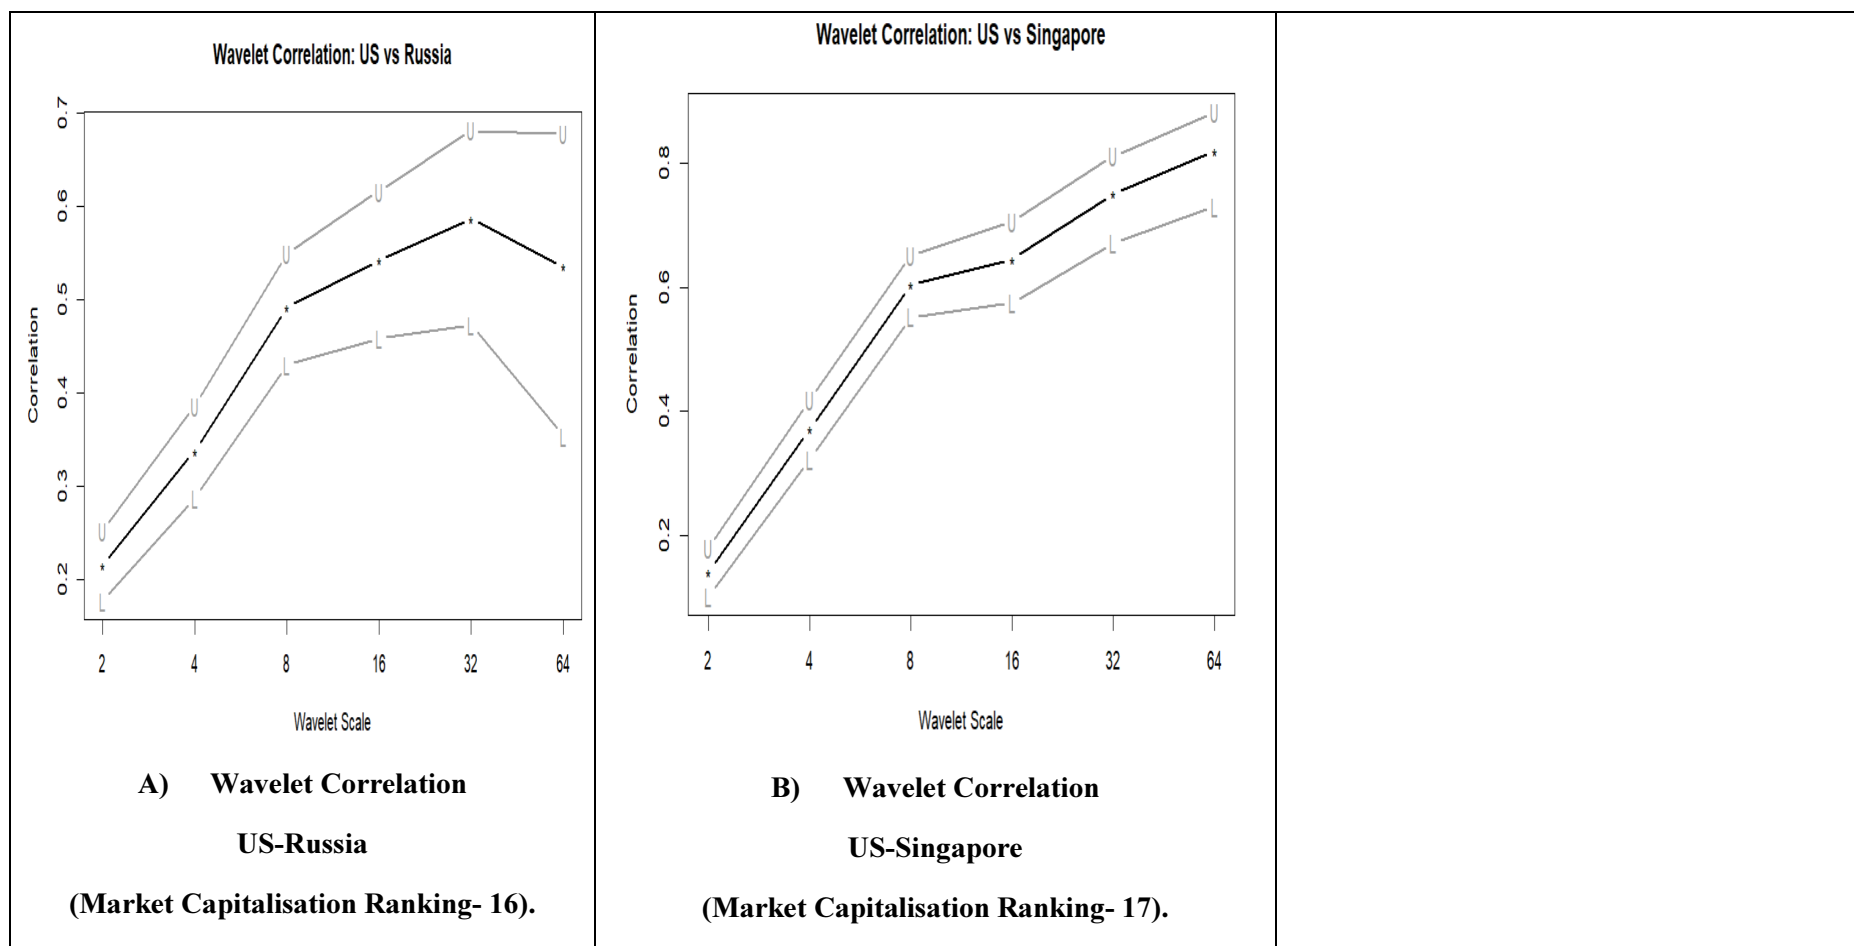 Wavelet Correlation: US vs Russia
Correlation
0.7
0.6
0.5
0.4
0.3
0.2
U U U U U U
* * * * * *
L L L L L L
2 4 8 16 32 64
Wavelet Scale
A) Wavelet Correlation
US-Russia
(Market Capitalisation Ranking- 16).
Wavelet Correlation: US vs Singapore
Correlation
0.8
0.6
0.4
0.2
U U U U U U
* * * * * *
L L L L L L
2 4 8 16 32 64
Wavelet Scale
B) Wavelet Correlation
US-Singapore
(Market Capitalisation Ranking- 17).